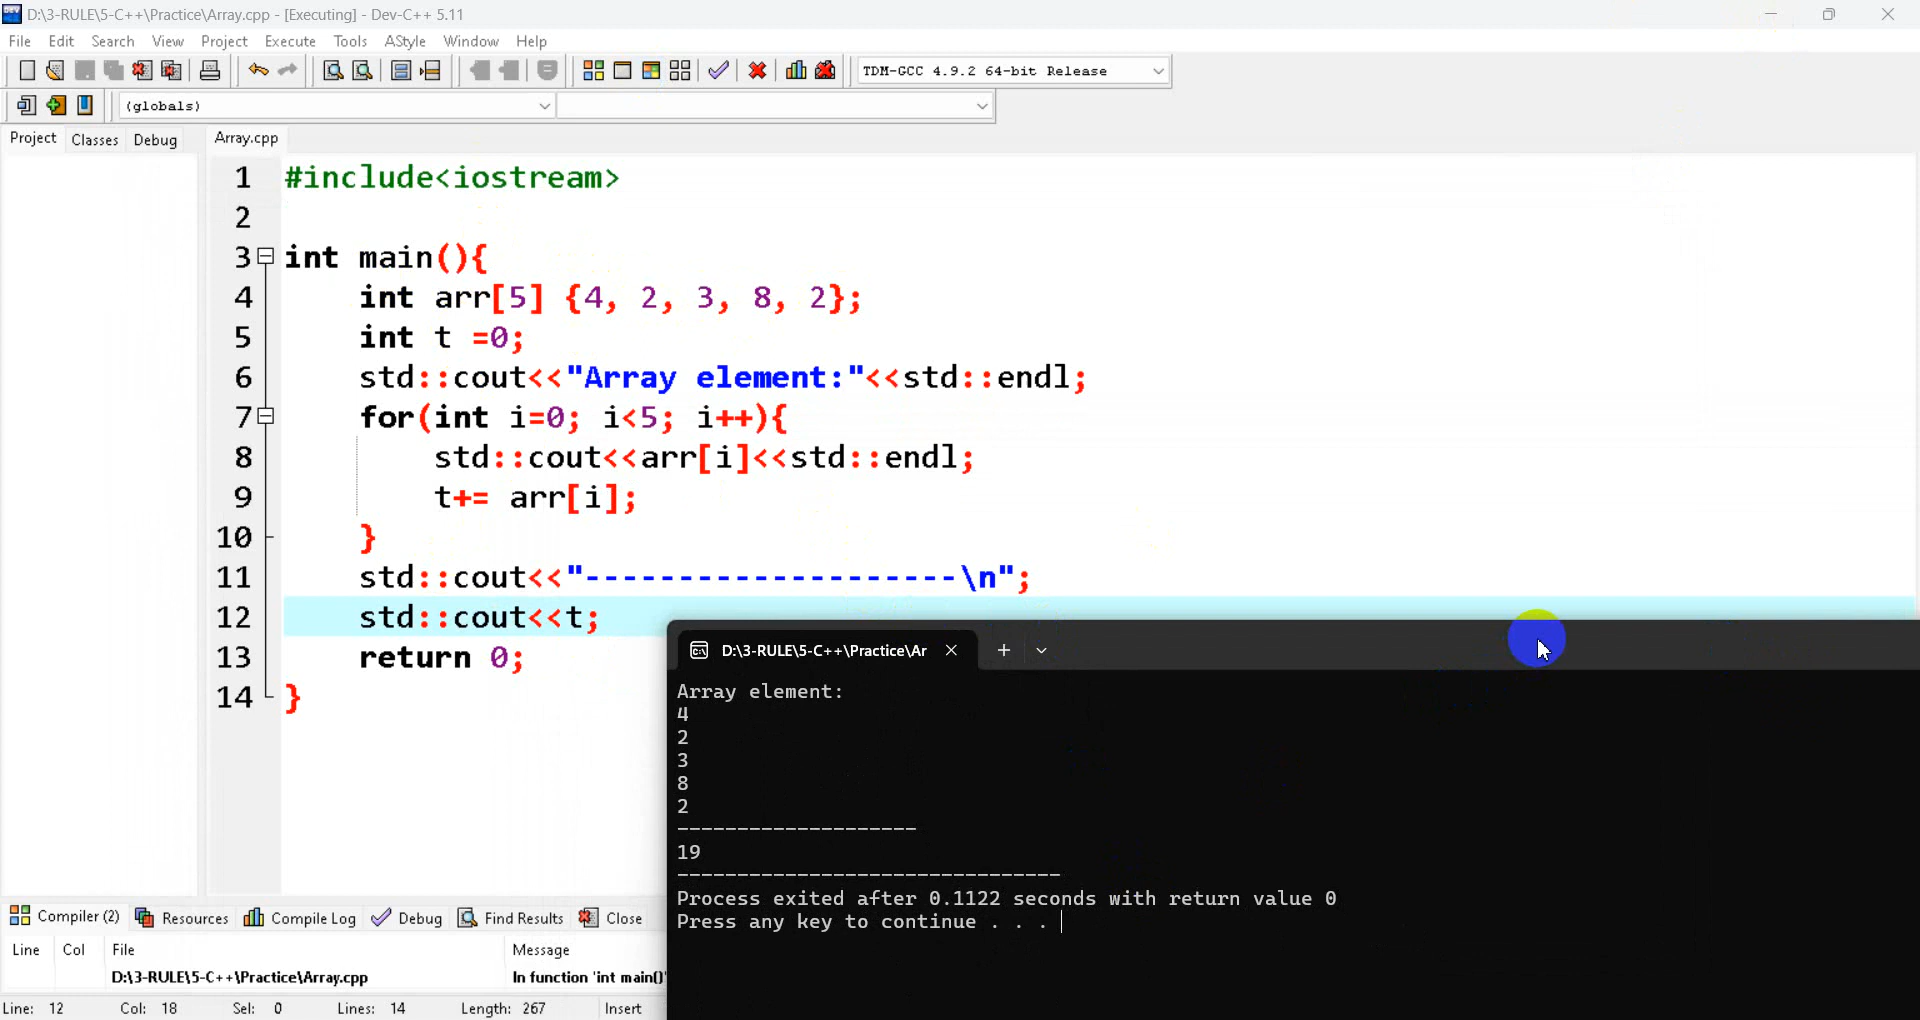 D:\3-RULE\5-C++\Practice\Array.cpp - [Executing] - Dev-C++ 5.11
File Edit Search View Project Execute Tools AStyle Window Help
TDM-GCC 4.9.2 64-bit Release
(globals)
Project Classes Debug Array.cpp
1 #include<iostream>
2
3 int main(){
4 int arr[5] {4, 2, 3, 8, 2};
5 int t =0;
6 std::cout<<"Array element:"<<std::endl;
7 for(int i=0; i<5; i++){
8 std::cout<<arr[i]<<std::endl;
9 t+= arr[i];
10 }
11 std::cout<<"--------------------\n";
12 std::cout<<t;
13 return 0;
14 }
D:\3-RULE\5-C++\Practice\Ar
Array element:
4
2
3
8
2
--------------------
19
--------------------------------
Process exited after 0.1122 seconds with return value 0
Press any key to continue . . .
Compiler (2) Resources Compile Log Debug Find Results Close
Line Col File Message
D:\3-RULE\5-C++\Practice\Array.cpp In function 'int main()'
Line: 12 Col: 18 Sel: 0 Lines: 14 Length: 267 Insert